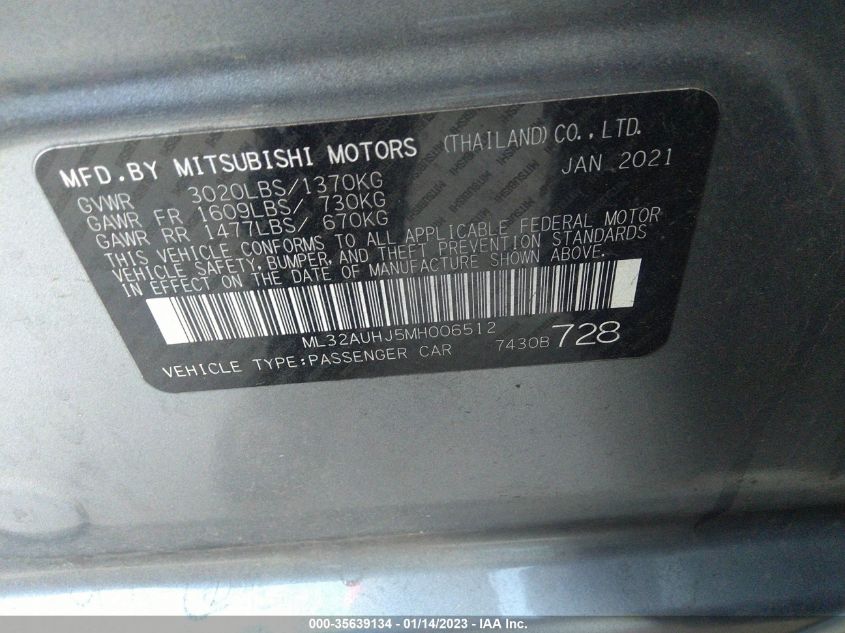 MFD.BY MITSUBISHI MOTORS (THAILAND) CO.,LTD.
GVWR 3020LBS/1370KG JAN 2021
GAWR FR 1609LBS/ 730KG
GAWR RR 1477LBS/ 670KG
THIS VEHICLE CONFORMS TO ALL APPLICABLE FEDERAL MOTOR
VEHICLE SAFETY, BUMPER, AND THEFT PREVENTION STANDARDS
IN EFFECT ON THE DATE OF MANUFACTURE SHOWN ABOVE.
ML32AUHJ5MH006512
VEHICLE TYPE:PASSENGER CAR 7430B 728
000-35639134 - 01/14/2023 - IAA Inc.